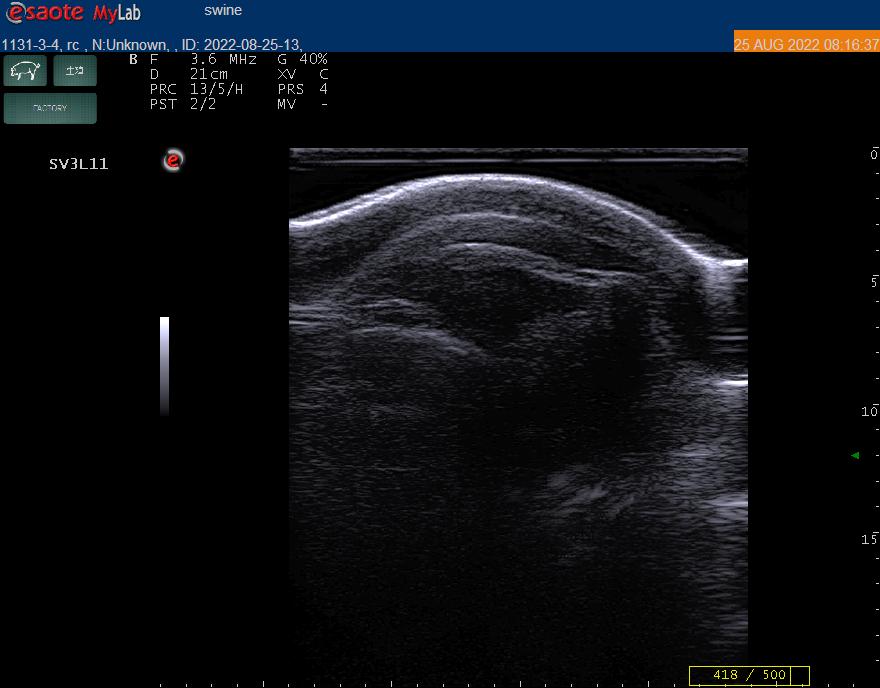 esaote MyLab
swine
1131-3-4, rc , N:Unknown, , ID: 2022-08-25-13,
25 AUG 2022 08:16:37
B F 3.6 MHz G 40%
D 21cm XV C
PRC 13/5/H PRS 4
PST 2/2 MV -
土猪
FACTORY
SV3L11
e
0
5
10
15
418 / 500